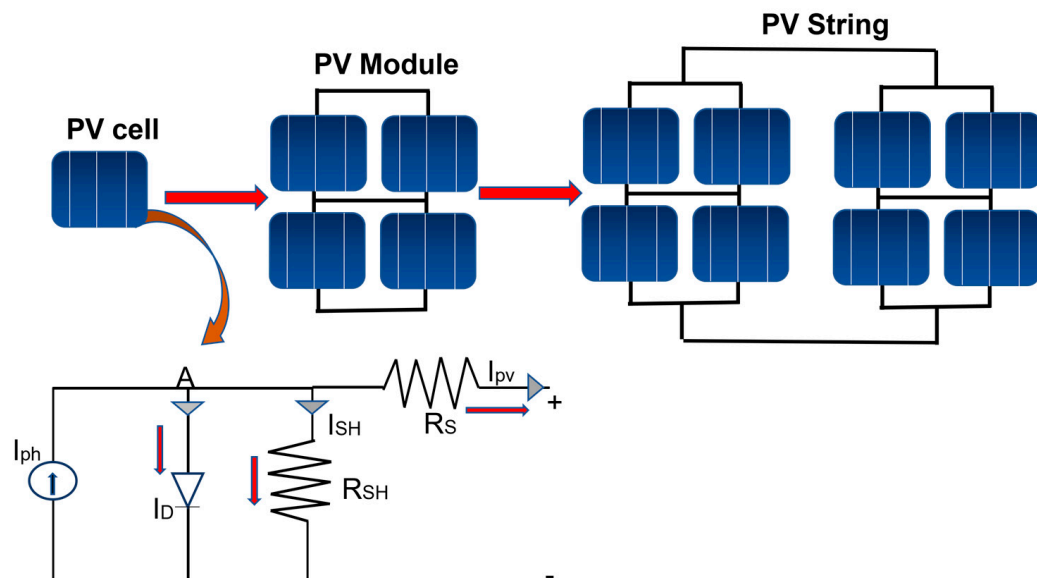 PV String
PV Module
PV cell
A
Ipv
+
RS
ISH
Iph
RSH
ID
-